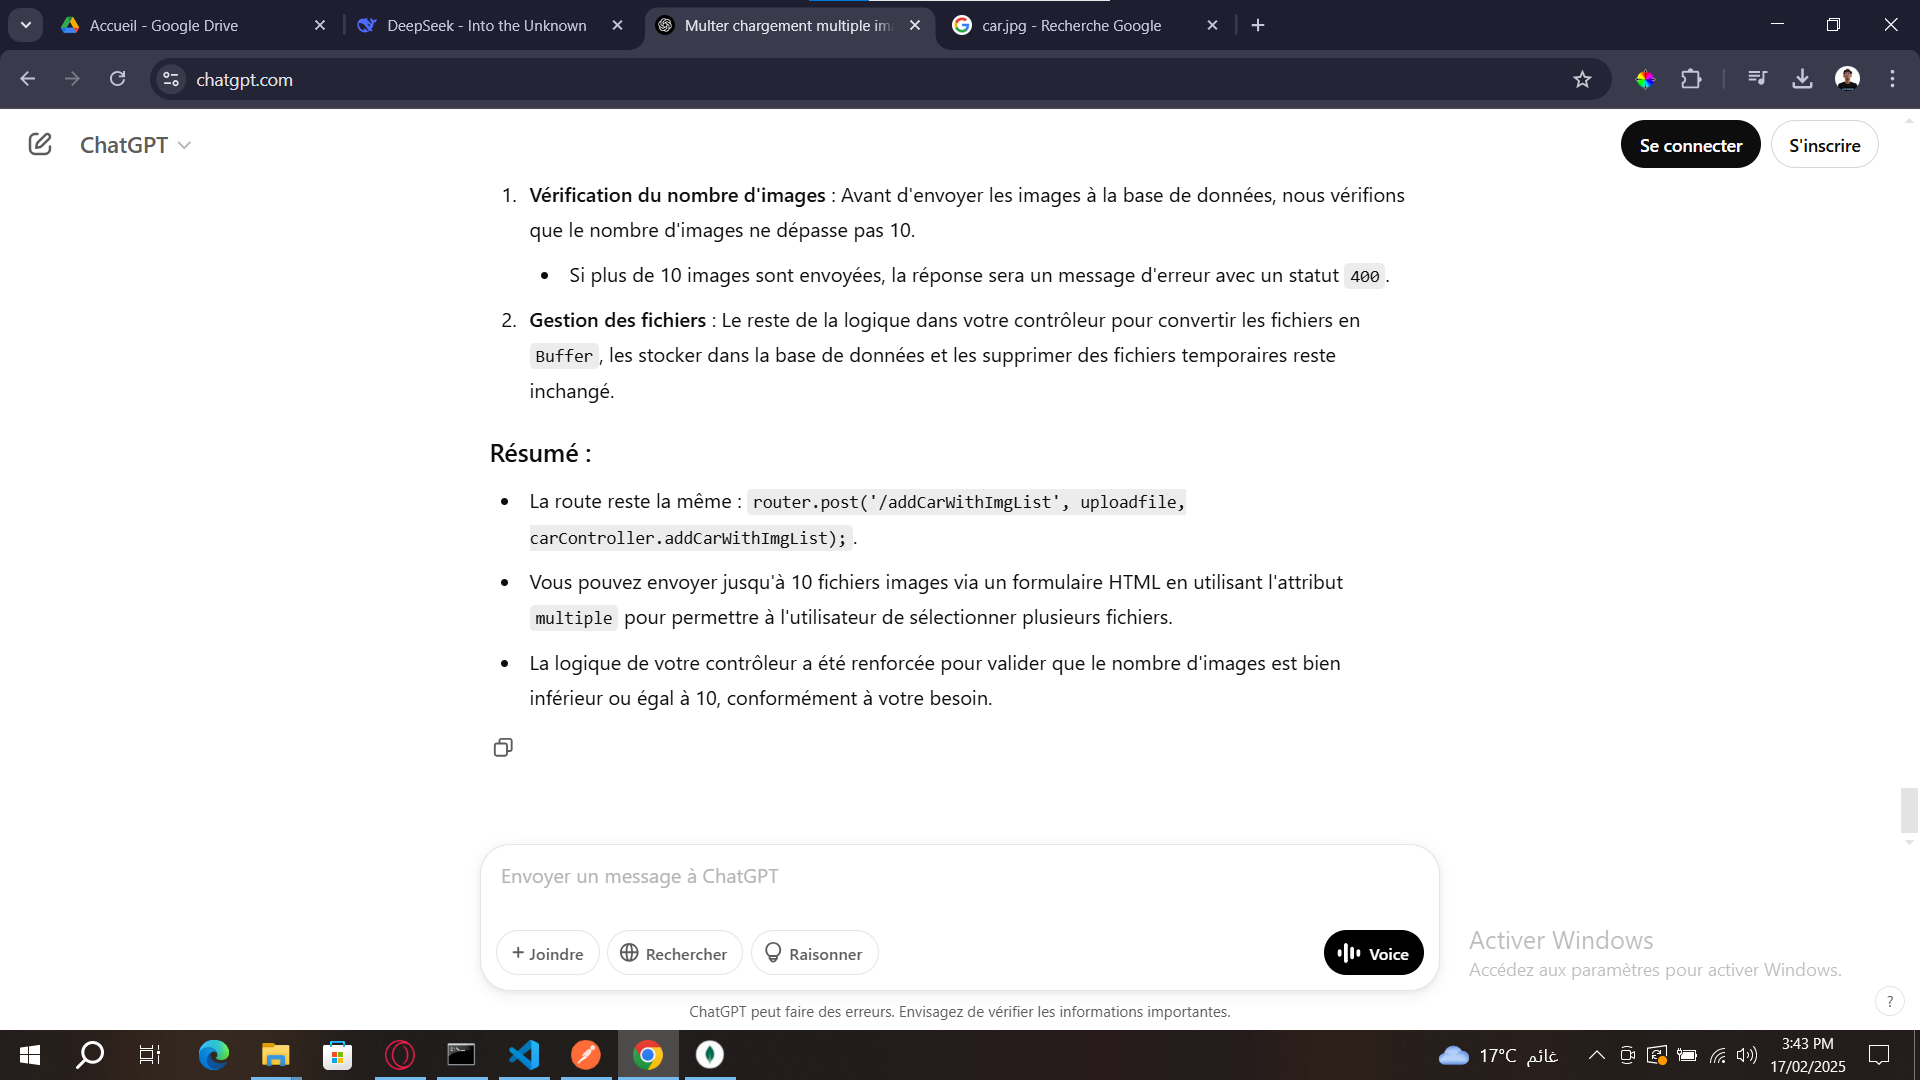 Accueil - Google Drive
DeepSeek - Into the Unknown
Multer chargement multiple im
car.jpg - Recherche Google
chatgpt.com
ChatGPT
Se connecter
S'inscrire
1. Vérification du nombre d'images : Avant d'envoyer les images à la base de données, nous vérifions
que le nombre d'images ne dépasse pas 10.
• Si plus de 10 images sont envoyées, la réponse sera un message d'erreur avec un statut 400.
2. Gestion des fichiers : Le reste de la logique dans votre contrôleur pour convertir les fichiers en
Buffer, les stocker dans la base de données et les supprimer des fichiers temporaires reste
inchangé.
Résumé :
• La route reste la même : router.post('/addCarWithImgList', uploadfile,
carController.addCarWithImgList);.
• Vous pouvez envoyer jusqu'à 10 fichiers images via un formulaire HTML en utilisant l'attribut
multiple pour permettre à l'utilisateur de sélectionner plusieurs fichiers.
• La logique de votre contrôleur a été renforcée pour valider que le nombre d'images est bien
inférieur ou égal à 10, conformément à votre besoin.
Envoyer un message à ChatGPT
+ Joindre
Rechercher
Raisonner
Voice
Activer Windows
Accédez aux paramètres pour activer Windows.
ChatGPT peut faire des erreurs. Envisagez de vérifier les informations importantes.
?
17°C غائم
3:43 PM
17/02/2025